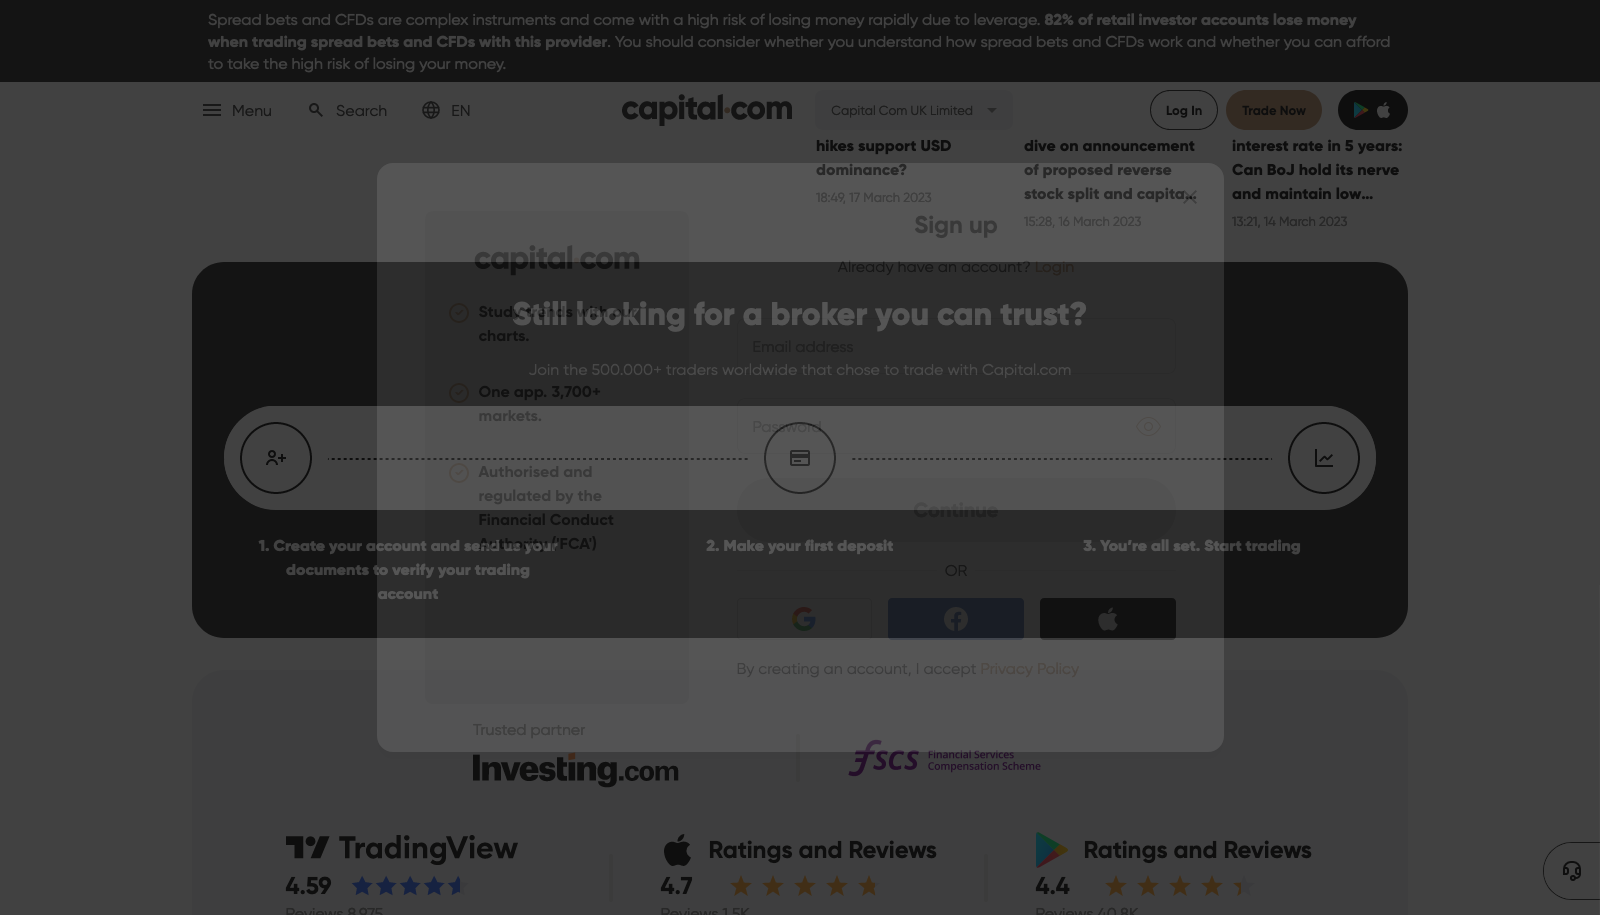 Spread bets and CFDs are complex instruments and come with a high risk of losing money rapidly due to leverage. 82% of retail investor accounts lose money
when trading spread bets and CFDs with this provider. You should consider whether you understand how spread bets and CFDs work and whether you can afford
to take the high risk of losing your money.
Menu
Search
EN
capital.com
Capital Com UK Limited
Log In
Trade Now
hikes support USD
dominance?
18:49, 17 March 2023
dive on announcement
of proposed reverse
stock split and capita...
15:28, 16 March 2023
interest rate in 5 years:
Can BoJ hold its nerve
and maintain low...
13:21, 14 March 2023
capital com
Study trends with our
charts.
One app. 3,700+
markets.
Authorised and
regulated by the
Financial Conduct
Authority ('FCA')
Sign up
Already have an account? Login
Email address
Password
Continue
OR
By creating an account, I accept Privacy Policy
Still looking for a broker you can trust?
Join the 500.000+ traders worldwide that chose to trade with Capital.com
1. Create your account and send us your
documents to verify your trading
account
2. Make your first deposit
3. You're all set. Start trading
Trusted partner
Investing.com
fscs
Financial Services
Compensation Scheme
TradingView
4.59
Reviews 8,975
Ratings and Reviews
4.7
Reviews 1.5K
Ratings and Reviews
4.4
Reviews 40.8K